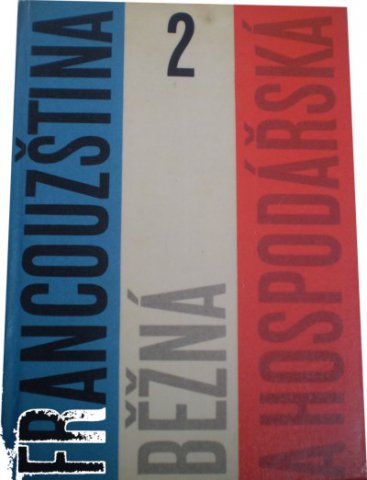 FRANCOUZŠTINA
2
BĚŽNÁ
A HOSPODÁŘSKÁ